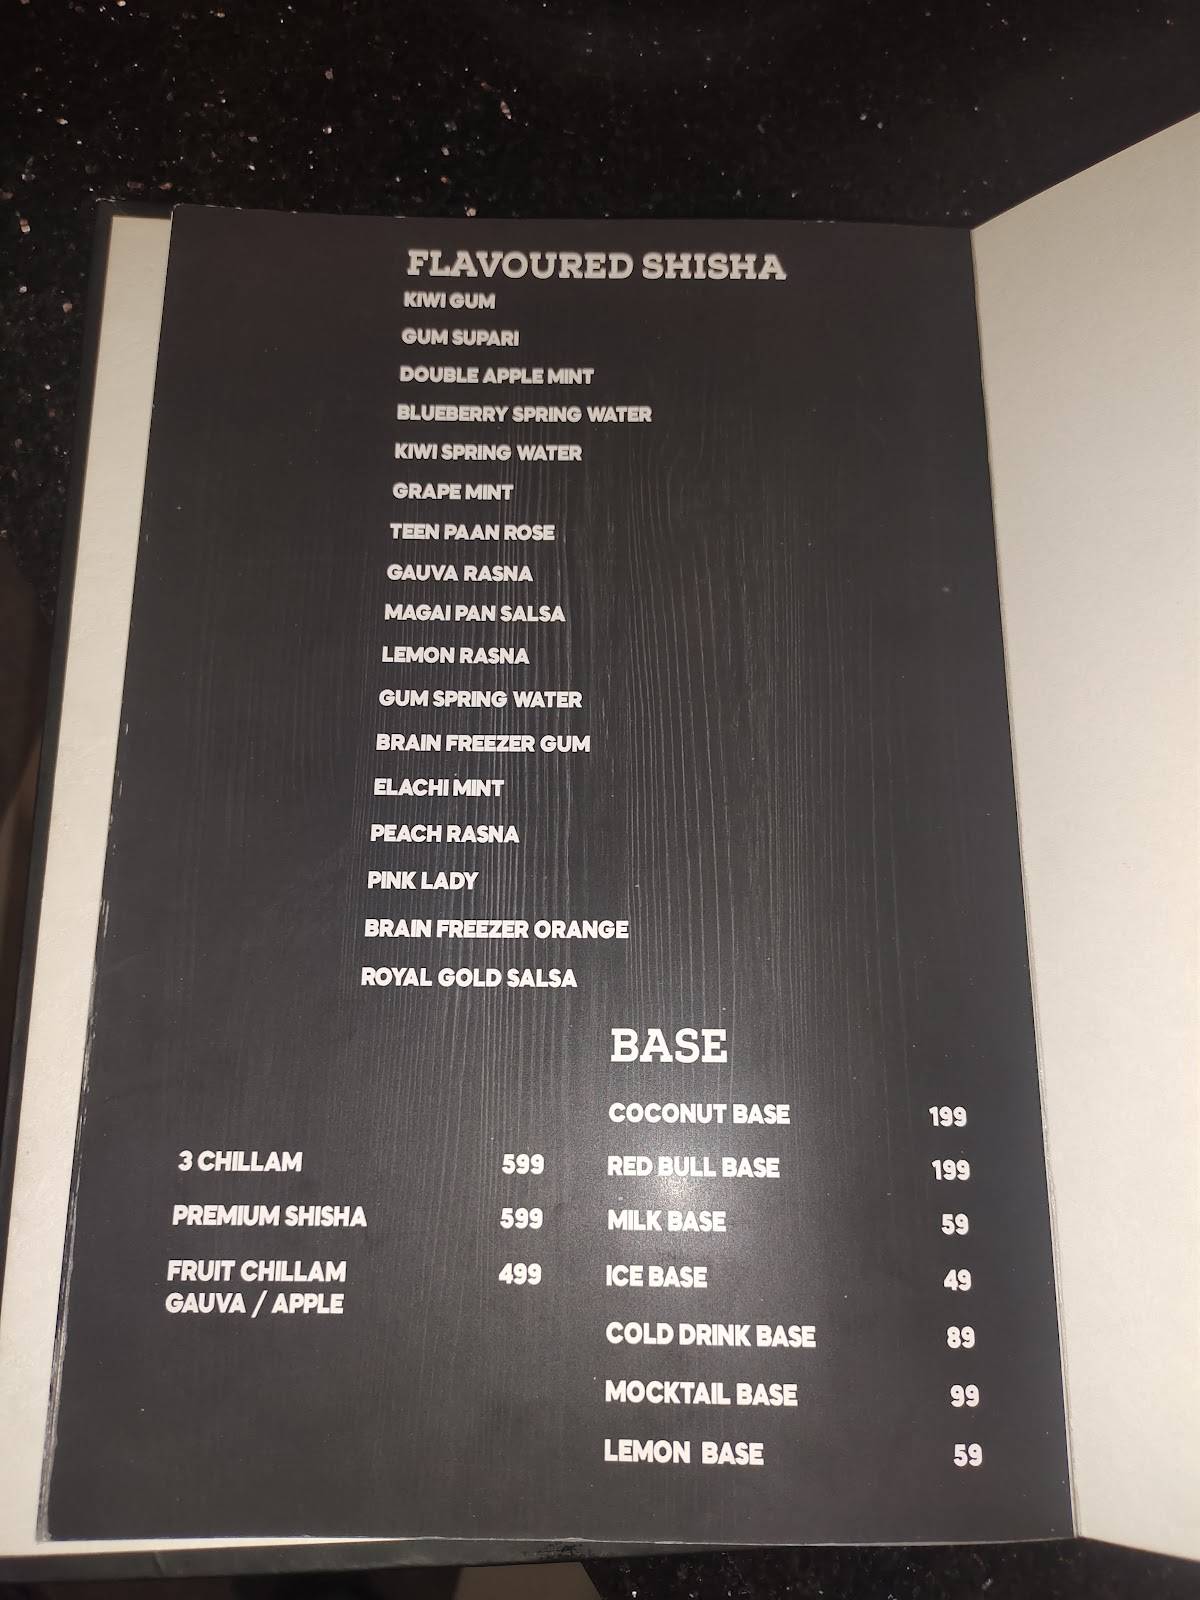 FLAVOURED SHISHA
KIWI GUM
GUM SUPARI
DOUBLE APPLE MINT
BLUEBERRY SPRING WATER
KIWI SPRING WATER
GRAPE MINT
TEEN PAAN ROSE
GAUVA RASNA
MAGAI PAN SALSA
LEMON RASNA
GUM SPRING WATER
BRAIN FREEZER GUM
ELACHI MINT
PEACH RASNA
PINK LADY
BRAIN FREEZER ORANGE
ROYAL GOLD SALSA
3 CHILLAM 599
PREMIUM SHISHA 599
FRUIT CHILLAM 499
GAUVA / APPLE
BASE
COCONUT BASE 199
RED BULL BASE 199
MILK BASE 59
ICE BASE 49
COLD DRINK BASE 89
MOCKTAIL BASE 99
LEMON BASE 59